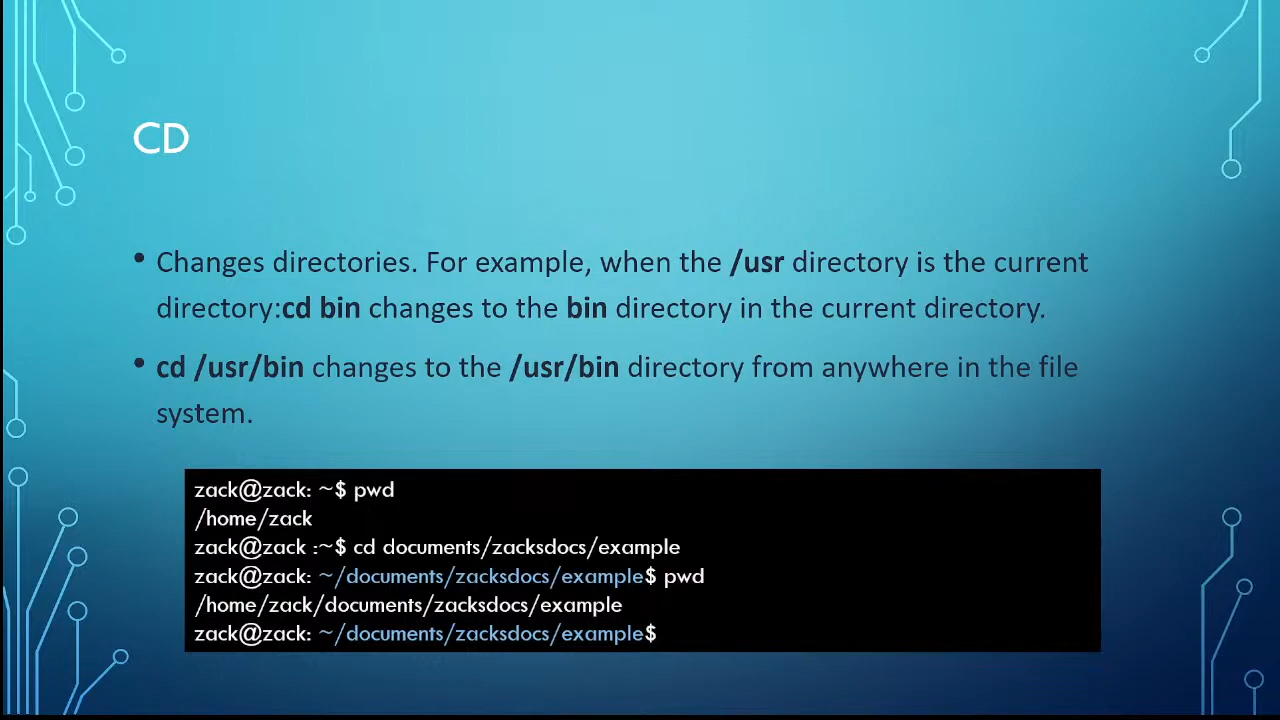 CD
• Changes directories. For example, when the /usr directory is the current
directory:cd bin changes to the bin directory in the current directory.
• cd /usr/bin changes to the /usr/bin directory from anywhere in the file
system.
zack@zack: ~$ pwd
/home/zack
zack@zack :~$ cd documents/zacksdocs/example
zack@zack: ~/documents/zacksdocs/example$ pwd
/home/zack/documents/zacksdocs/example
zack@zack: ~/documents/zacksdocs/example$